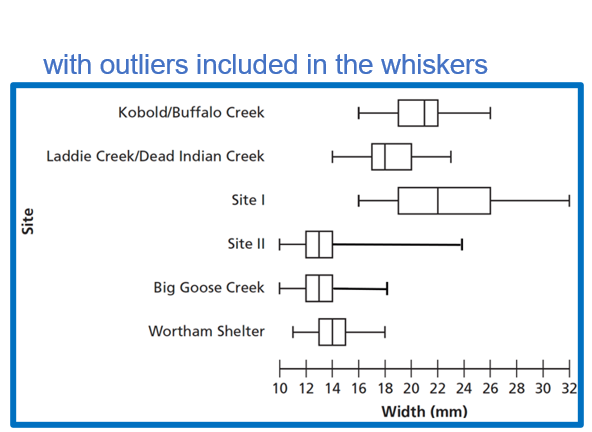 with outliers included in the whiskers
Kobold/Buffalo Creek
Laddie Creek/Dead Indian Creek
Site I
Site
Site II
Big Goose Creek
Wortham Shelter
10 12 14 16 18 20 22 24 26 28 30 32
Width (mm)